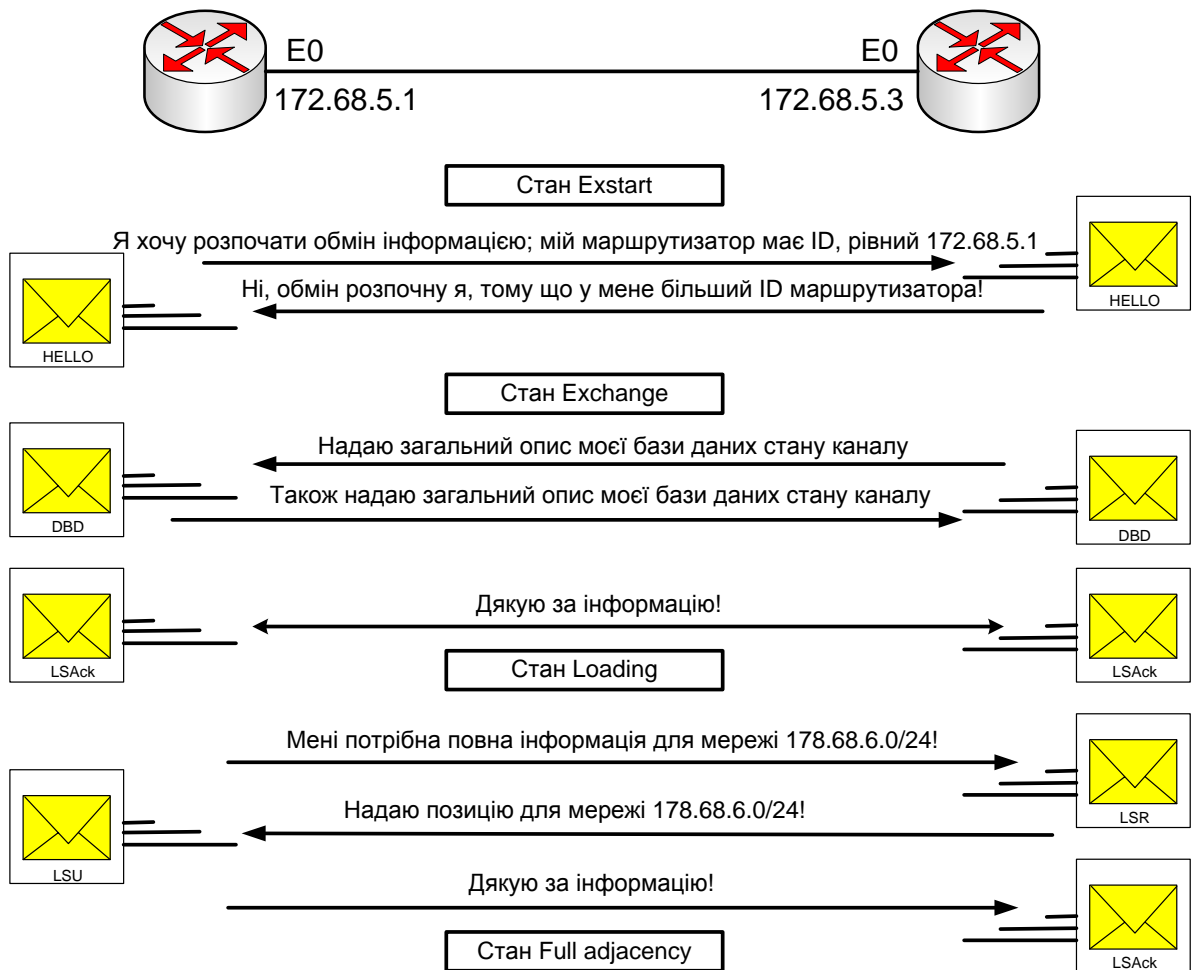 E0
E0
172.68.5.1
172.68.5.3
Стан Exstart
Я хочу розпочати обмін інформацією; мій маршрутизатор має ID, рівний 172.68.5.1
HELLO
Ні, обмін розпочну я, тому що у мене більший ID маршрутизатора!
HELLO
Стан Exchange
Надаю загальний опис моєї бази даних стану каналу
Також надаю загальний опис моєї бази даних стану каналу
DBD
DBD
Дякую за інформацію!
LSAck
LSAck
Стан Loading
Мені потрібна повна інформація для мережі 178.68.6.0/24!
LSR
Надаю позицію для мережі 178.68.6.0/24!
LSU
Дякую за інформацію!
LSAck
Стан Full adjacency